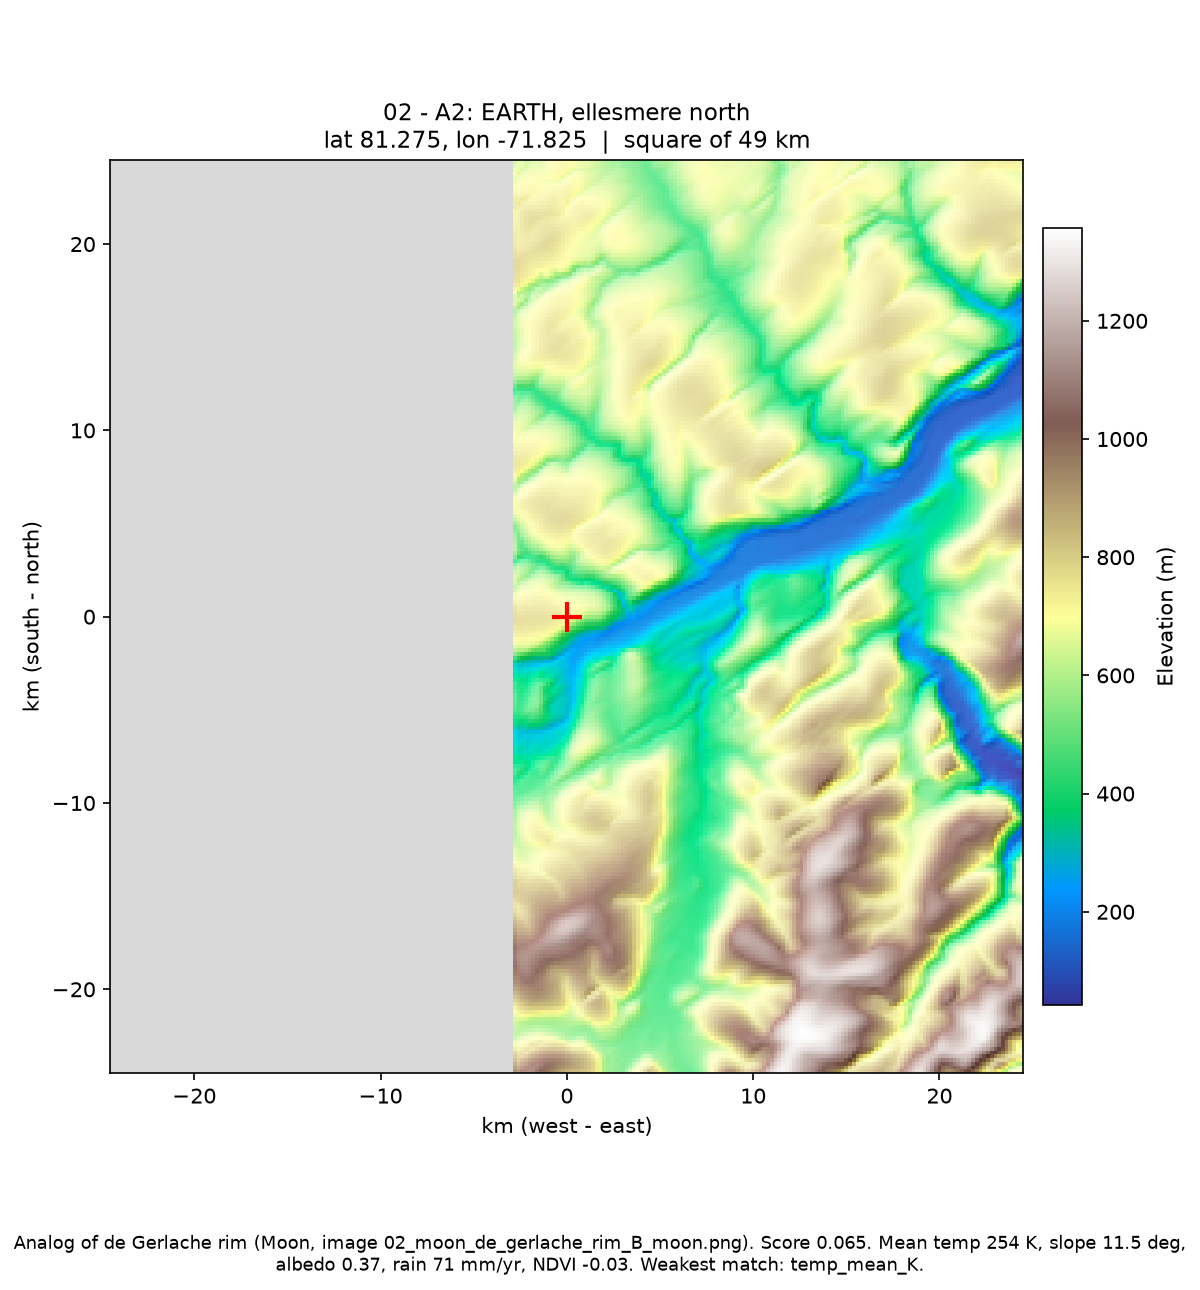 02 - A2: EARTH, ellesmere north
lat 81.275, lon -71.825  |  square of 49 km
20
10
0
−10
−20
km (south - north)
−20
−10
0
10
20
km (west - east)
1200
1000
800
600
400
200
Elevation (m)
Analog of de Gerlache rim (Moon, image 02_moon_de_gerlache_rim_B_moon.png). Score 0.065. Mean temp 254 K, slope 11.5 deg,
albedo 0.37, rain 71 mm/yr, NDVI -0.03. Weakest match: temp_mean_K.